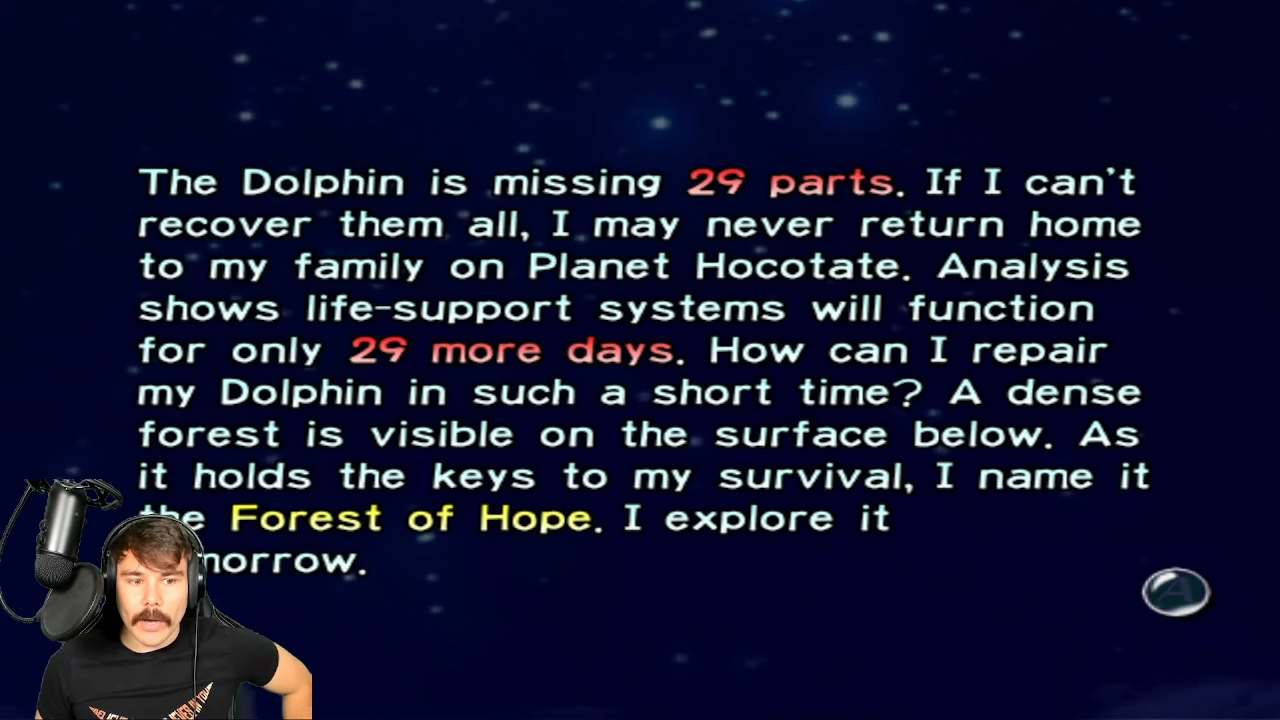 The Dolphin is missing 29 parts. If I can't
recover them all, I may never return home
to my family on Planet Hocotate. Analysis
shows life-support systems will function
for only 29 more days. How can I repair
my Dolphin in such a short time? A dense
forest is visible on the surface below. As
it holds the keys to my survival, I name it
the Forest of Hope. I explore it
morrow.
A